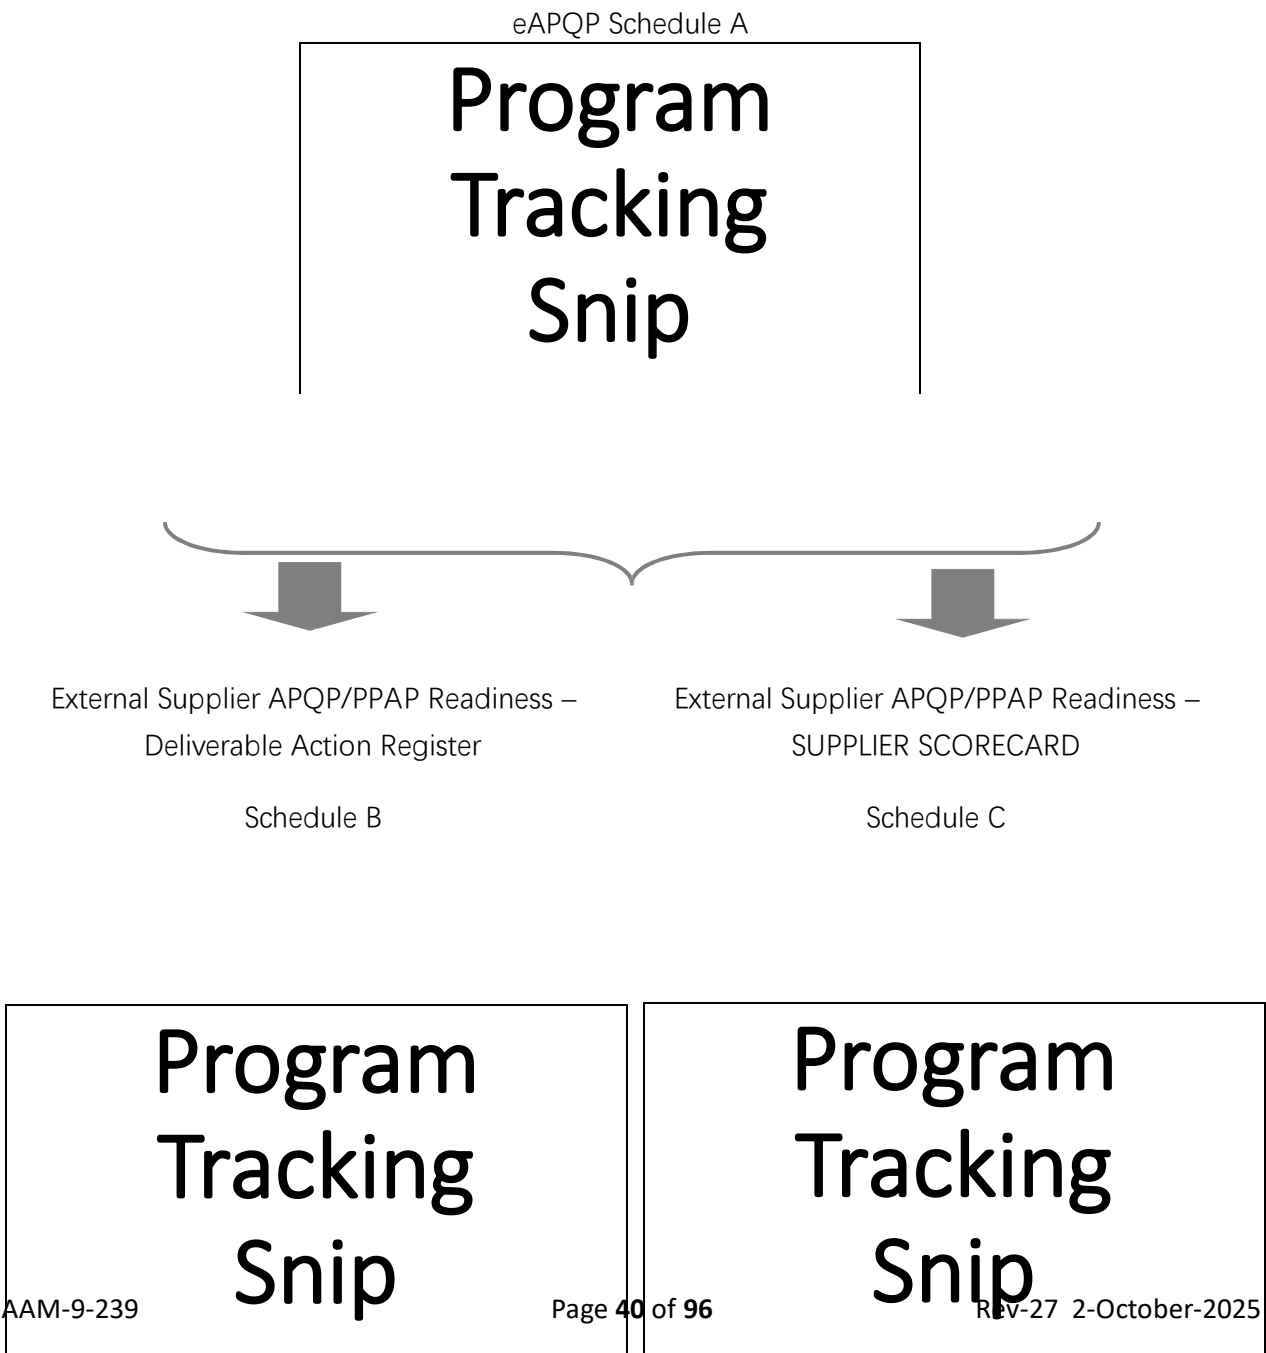 eAPQP Schedule A
Program
Tracking
Snip
External Supplier APQP/PPAP Readiness –
Deliverable Action Register
Schedule B
External Supplier APQP/PPAP Readiness –
SUPPLIER SCORECARD
Schedule C
Program
Tracking
Snip
Program
Tracking
Snip
AAM-9-239 Page 40 of 96 Rev-27 2-October-2025